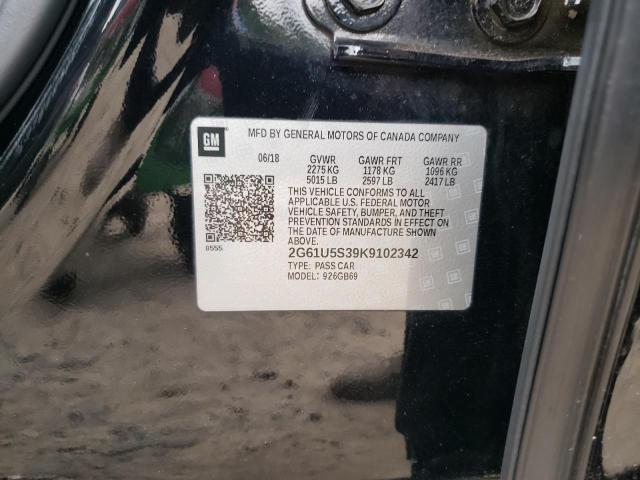 GM
MFD BY GENERAL MOTORS OF CANADA COMPANY
06/18 GVWR GAWR FRT GAWR RR
2275 KG 1178 KG 1096 KG
5015 LB 2597 LB 2417 LB
THIS VEHICLE CONFORMS TO ALL
APPLICABLE U.S. FEDERAL MOTOR
VEHICLE SAFETY, BUMPER, AND THEFT
PREVENTION STANDARDS IN EFFECT ON
THE DATE OF MANUFACTURE SHOWN
ABOVE.
8555
2G61U5S39K9102342
TYPE: PASS CAR
MODEL: 926GB69